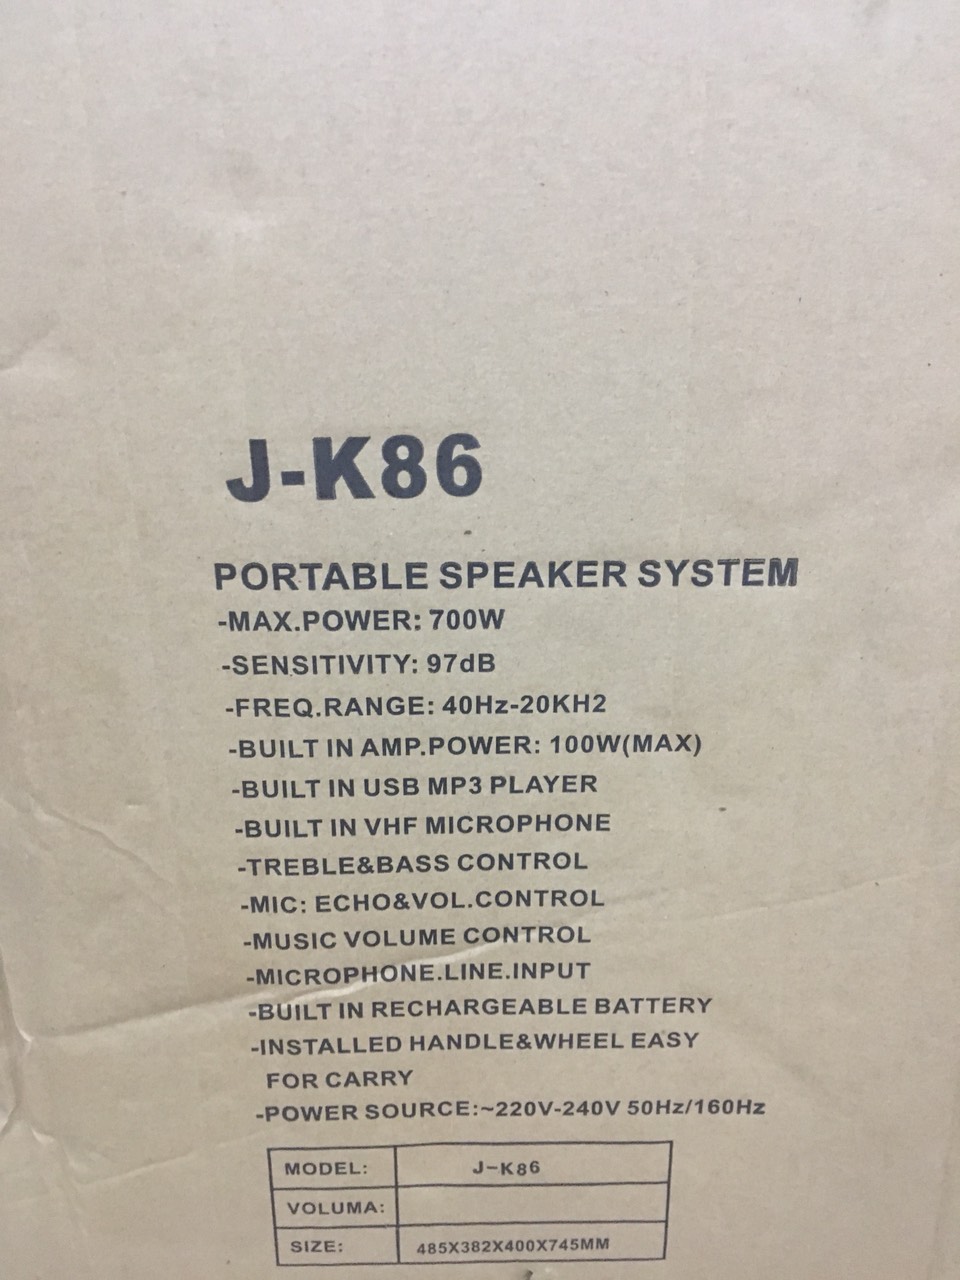 J-K86
PORTABLE SPEAKER SYSTEM
-MAX.POWER: 700W
-SENSITIVITY: 97dB
-FREQ.RANGE: 40Hz-20KH2
-BUILT IN AMP.POWER: 100W(MAX)
-BUILT IN USB MP3 PLAYER
-BUILT IN VHF MICROPHONE
-TREBLE&BASS CONTROL
-MIC: ECHO&VOL.CONTROL
-MUSIC VOLUME CONTROL
-MICROPHONE.LINE.INPUT
-BUILT IN RECHARGEABLE BATTERY
-INSTALLED HANDLE&WHEEL EASY
FOR CARRY
-POWER SOURCE:~220V-240V 50Hz/160Hz
MODEL: J-K86
VOLUMA:
SIZE: 485X382X400X745MM